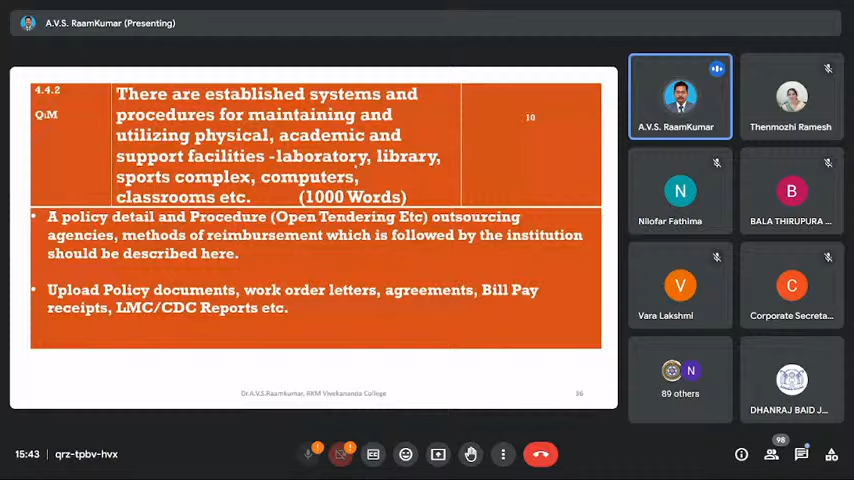 A.V.S. RaamKumar (Presenting)
4.4.2
QlM
There are established systems and
procedures for maintaining and
utilizing physical, academic and
support facilities -laboratory, library,
sports complex, computers,
classrooms etc. (1000 Words)
10
• A policy detail and Procedure (Open Tendering Etc) outsourcing
agencies, methods of reimbursement which is followed by the institution
should be described here.
• Upload Policy documents, work order letters, agreements, Bill Pay
receipts, LMC/CDC Reports etc.
Dr.A.V.S.Raamkumar, RKM Vivekananda College
36
A.V.S. RaamKumar
Thenmozhi Ramesh
N
Nilofar Fathima
B
BALA THIRUPURA ...
V
Vara Lakshmi
C
Corporate Secreta...
N
89 others
DHANRAJ BAID J...
15:43 | qrz-tpbv-hvx
98